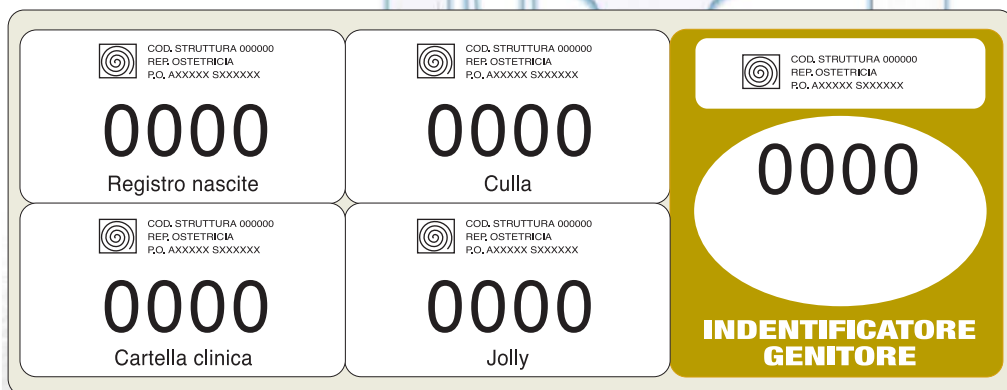 COD. STRUTTURA 000000
REP. OSTETRICIA
P.O. AXXXXX SXXXXXX
0000
Registro nascite
COD. STRUTTURA 000000
REP. OSTETRICIA
P.O. AXXXXX SXXXXXX
0000
Culla
COD. STRUTTURA 000000
REP. OSTETRICIA
P.O. AXXXXX SXXXXXX
0000
Cartella clinica
COD. STRUTTURA 000000
REP. OSTETRICIA
P.O. AXXXXX SXXXXXX
0000
Jolly
COD. STRUTTURA 000000
REP. OSTETRICIA
P.O. AXXXXX SXXXXXX
0000
INDENTIFICATORE
GENITORE